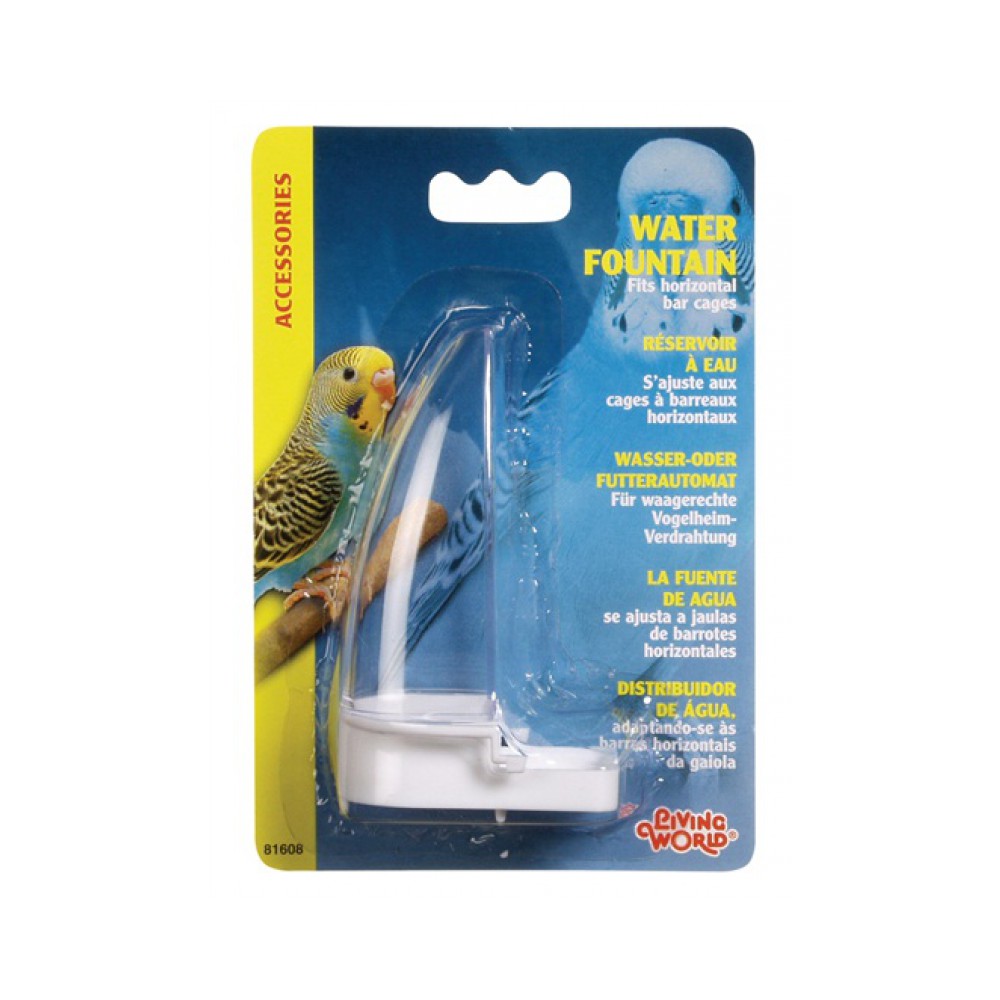 ACCESSORIES
WATER
FOUNTAIN
Fits horizontal
bar cages
RÉSERVOIR
À EAU
S'ajuste aux
cages à barreaux
horizontaux
WASSER-ODER
FUTTERAUTOMAT
Für waagerechte
Vogelheim-
Verdrahtung
LA FUENTE
DE AGUA
se ajusta a jaulas
de barrotes
horizontales
DISTRIBUIDOR
DE ÁGUA,
adaptando-se às
barras horizontais
da gaiola
LIVING
WORLD®
81608